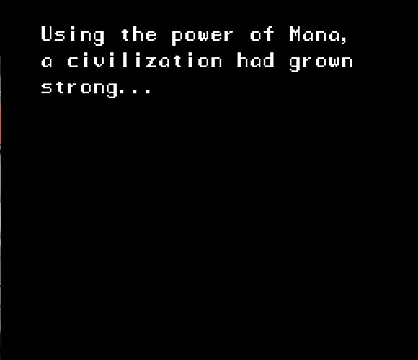 Using the power of Mana,
a civilization had grown
strong...